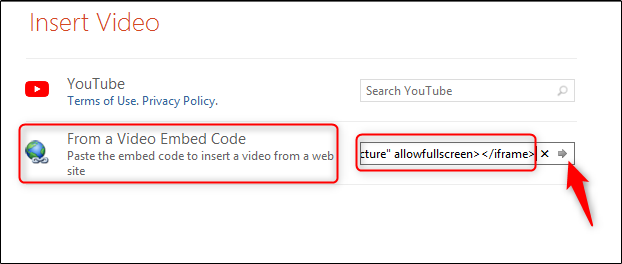 Insert Video
YouTube
Terms of Use. Privacy Policy.
Search YouTube
From a Video Embed Code
Paste the embed code to insert a video from a web
site
cture" allowfullscreen></iframe>